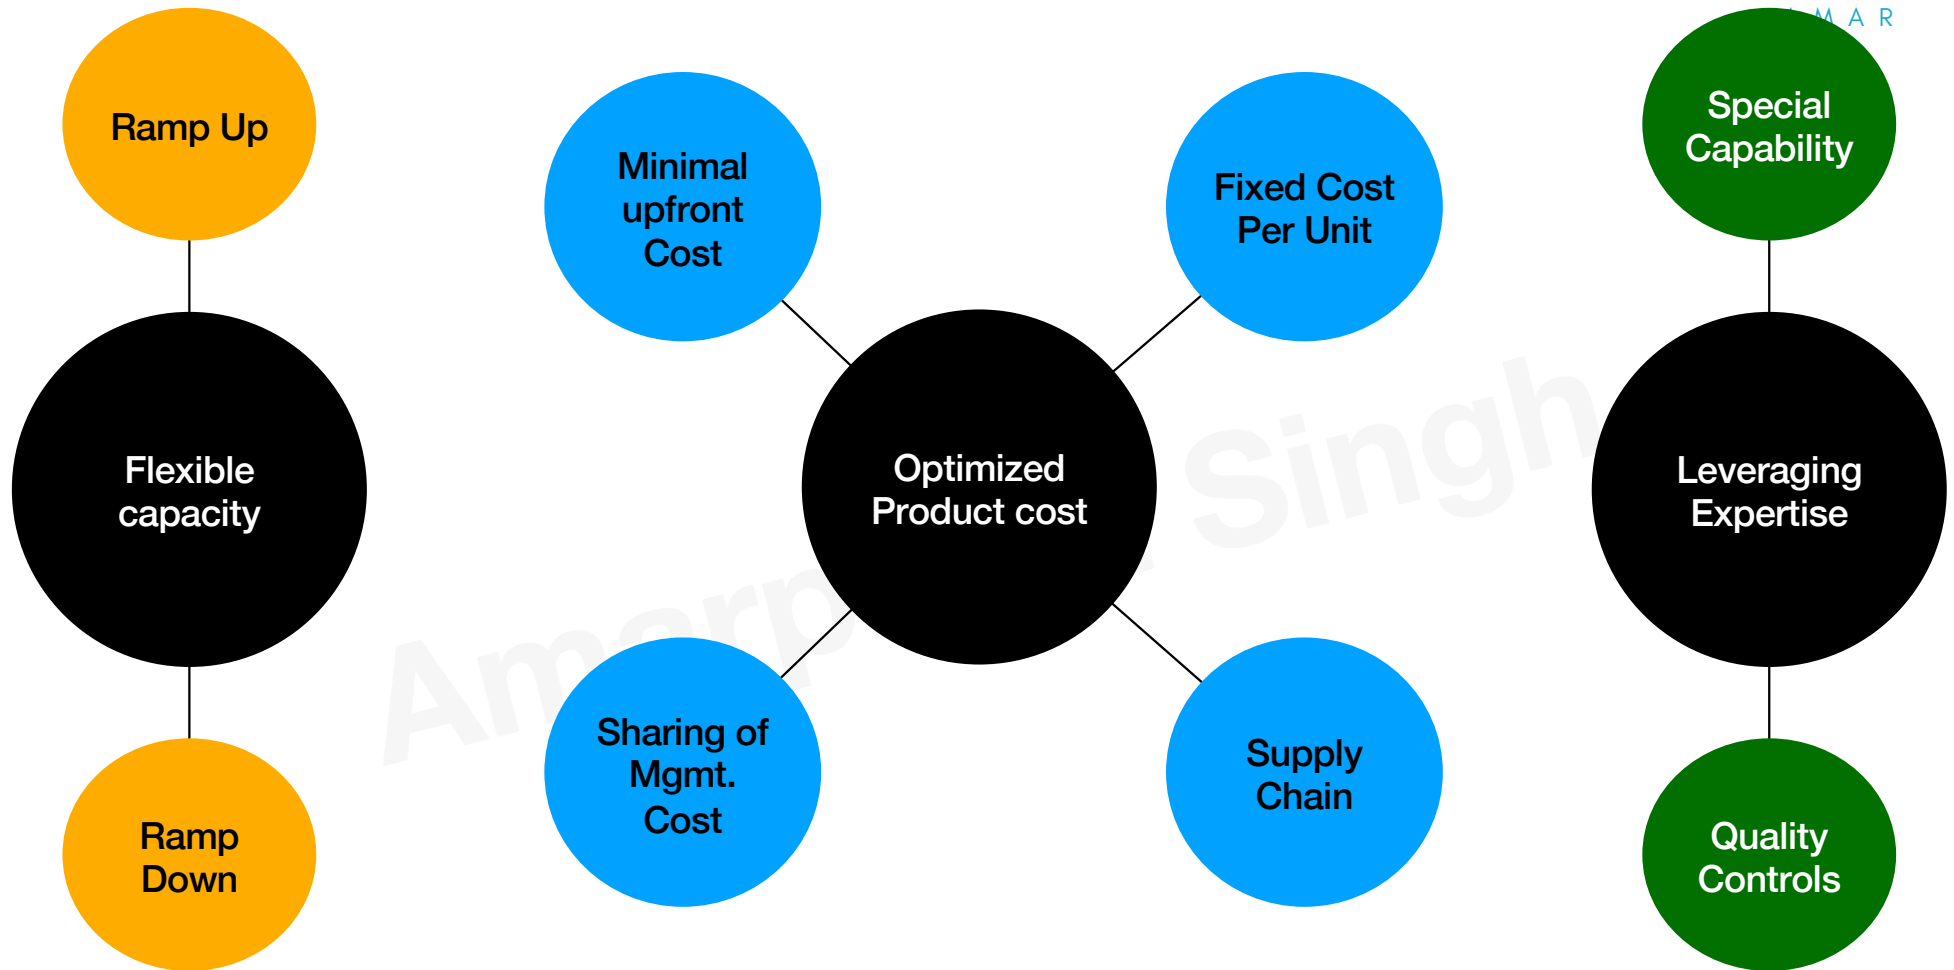 Ramp Up
Flexible
capacity
Ramp
Down
Minimal
upfront
Cost
Fixed Cost
Per Unit
Optimized
Product cost
Sharing of
Mgmt.
Cost
Supply
Chain
Special
Capability
Leveraging
Expertise
Quality
Controls
Singh